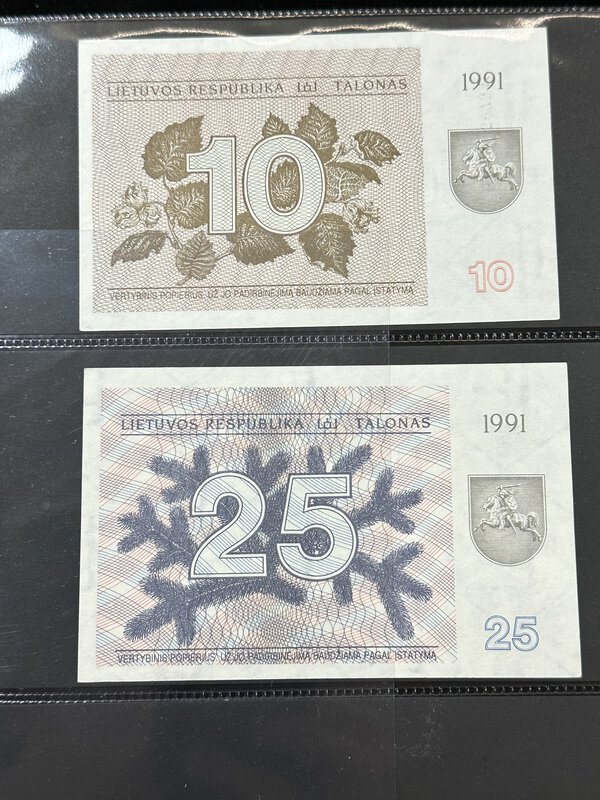 LIETUVOS RESPUBLIKA TALONAS
1991
10
10
VERTYBINIS POPIERIUS. UŽ JO PADIRBINĖJIMĄ BAUDŽIAMA PAGAL ĮSTATYMĄ
LIETUVOS RESPUBLIKA TALONAS
1991
25
25
VERTYBINIS POPIERIUS. UŽ JO PADIRBINĖJIMĄ BAUDŽIAMA PAGAL ĮSTATYMĄ